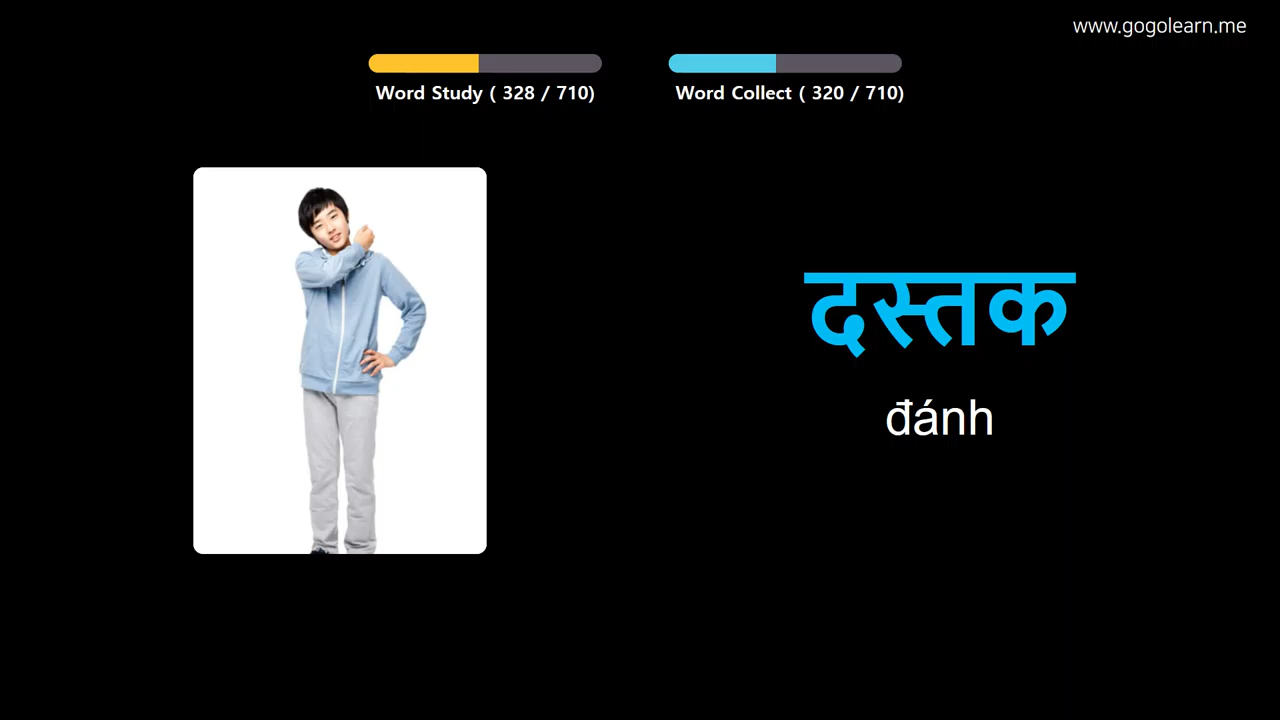 www.gogolearn.me
Word Study ( 328 / 710)
Word Collect ( 320 / 710)
दस्तक
đánh